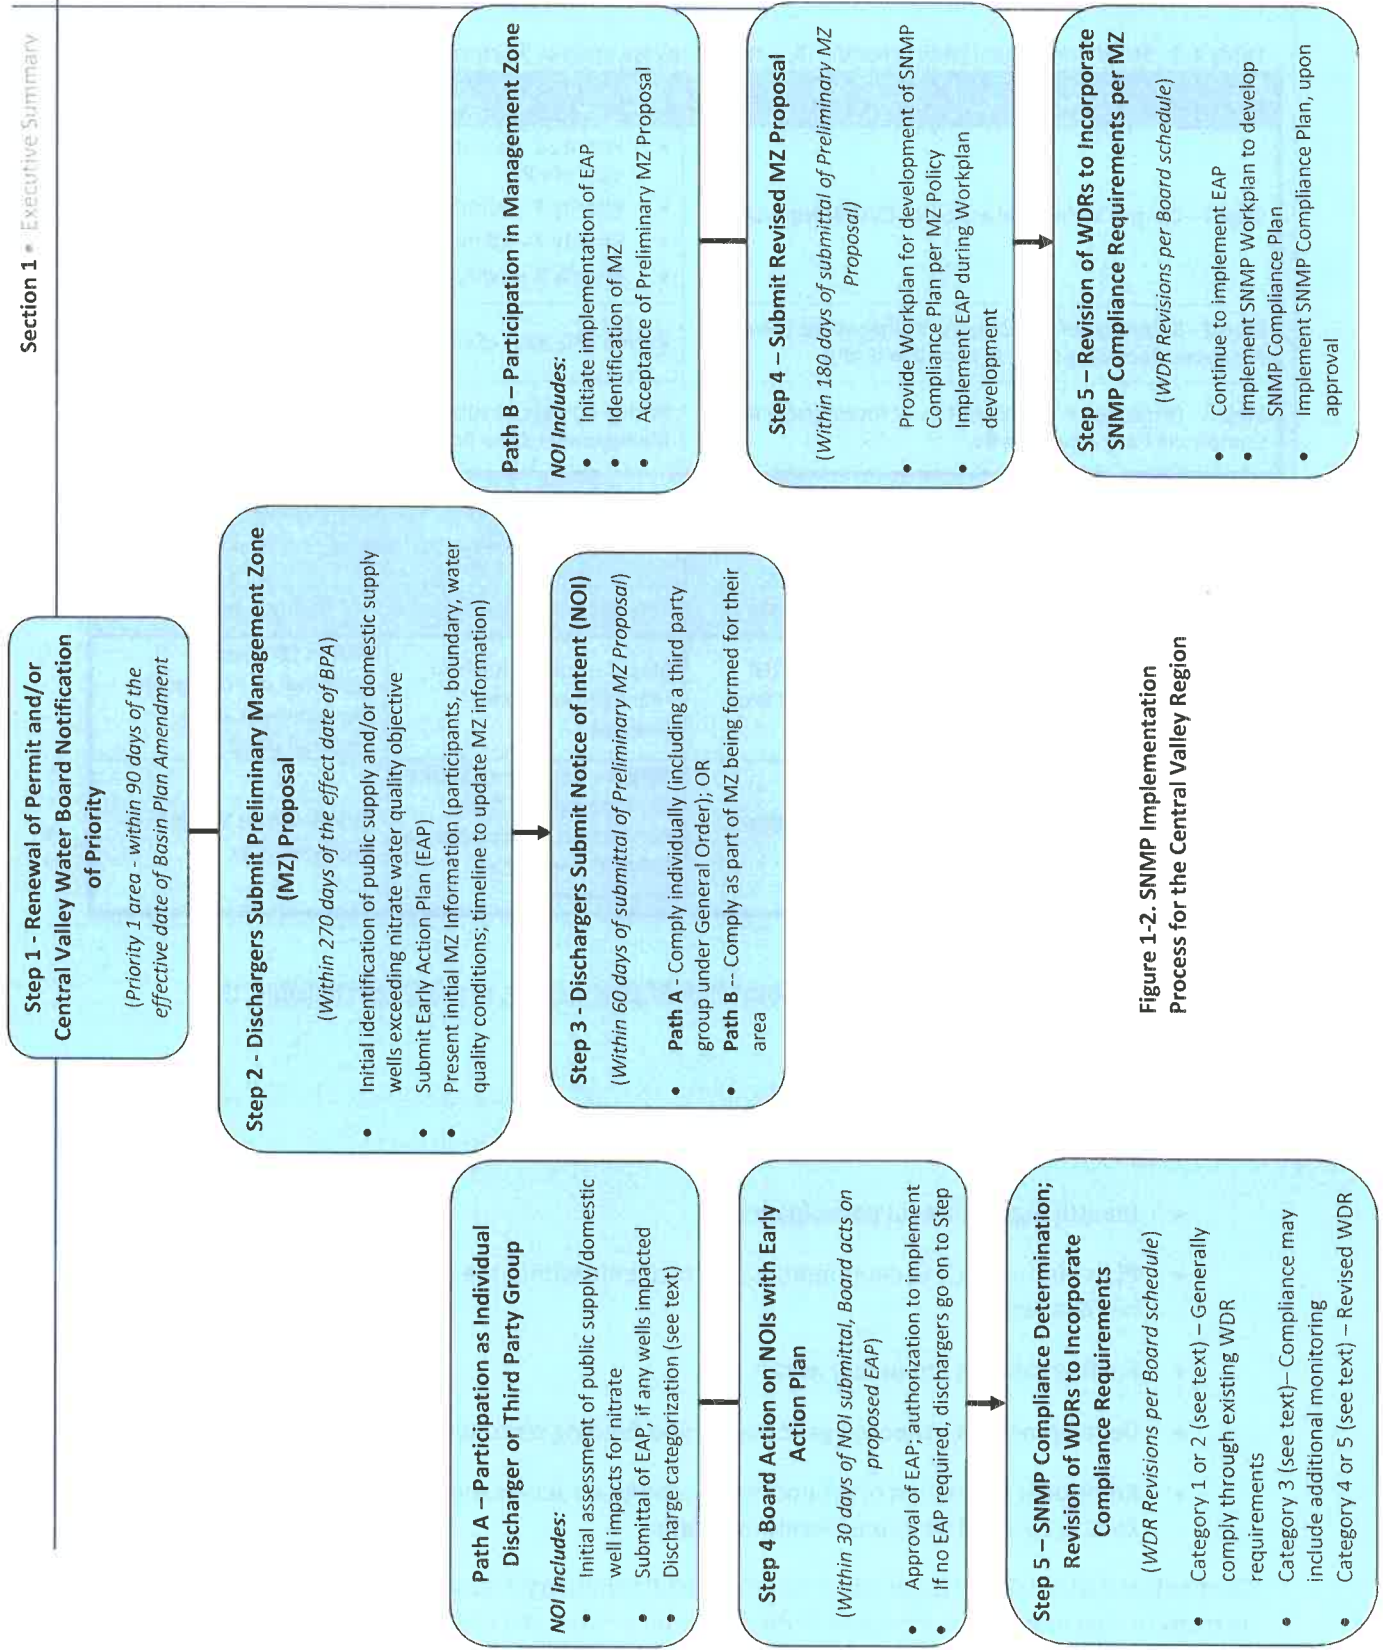 Section 1 • Executive Summary
Step 1 - Renewal of Permit and/or
Central Valley Water Board Notification
of Priority
(Priority 1 area - within 90 days of the
effective date of Basin Plan Amendment
Step 2 - Dischargers Submit Preliminary Management Zone
(MZ) Proposal
(Within 270 days of the effect date of BPA)
• Initial identification of public supply and/or domestic supply
wells exceeding nitrate water quality objective
• Submit Early Action Plan (EAP)
• Present initial MZ information (participants, boundary, water
quality conditions; timeline to update MZ information)
Step 3 - Dischargers Submit Notice of Intent (NOI)
(Within 60 days of submittal of Preliminary MZ Proposal)
• Path A - Comply individually (including a third party
group under General Order); OR
• Path B -- Comply as part of MZ being formed for their
area
Path A – Participation as Individual
Discharger or Third Party Group
NOI Includes:
• Initial assessment of public supply/domestic
well impacts for nitrate
• Submittal of EAP, if any wells impacted
• Discharge categorization (see text)
Step 4 Board Action on NOIs with Early
Action Plan
(Within 30 days of NOI submittal, Board acts on
proposed EAP)
• Approval of EAP; authorization to implement
• If no EAP required, dischargers go on to Step
Step 5 – SNMP Compliance Determination;
Revision of WDRs to Incorporate
Compliance Requirements
(WDR Revisions per Board schedule)
• Category 1 or 2 (see text) – Generally
comply through existing WDR
requirements
• Category 3 (see text)– Compliance may
include additional monitoring
• Category 4 or 5 (see text) – Revised WDR
Path B – Participation in Management Zone
NOI Includes:
• Initiate implementation of EAP
• Identification of MZ
• Acceptance of Preliminary MZ Proposal
Step 4 – Submit Revised MZ Proposal
(Within 180 days of submittal of Preliminary MZ
Proposal)
• Provide Workplan for development of SNMP
Compliance Plan per MZ Policy
• Implement EAP during Workplan
development
Step 5 – Revision of WDRs to Incorporate
SNMP Compliance Requirements per MZ
(WDR Revisions per Board schedule)
• Continue to implement EAP
• Implement SNMP Workplan to develop
SNMP Compliance Plan
• Implement SNMP Compliance Plan, upon
approval
Figure 1-2. SNMP Implementation
Process for the Central Valley Region